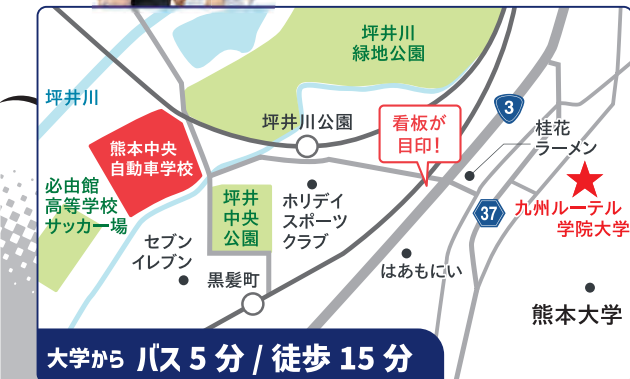 坪井川
緑地公園
坪井川
3
坪井川公園
看板が
目印！
桂花
ラーメン
熊本中央
自動車学校
必由館
高等学校
サッカー場
坪井
中央
公園
ホリデイ
スポーツ
クラブ
37
九州ルーテル
学院大学
セブン
イレブン
はあもにい
黒髪町
熊本大学
大学から バス5分/徒歩15分